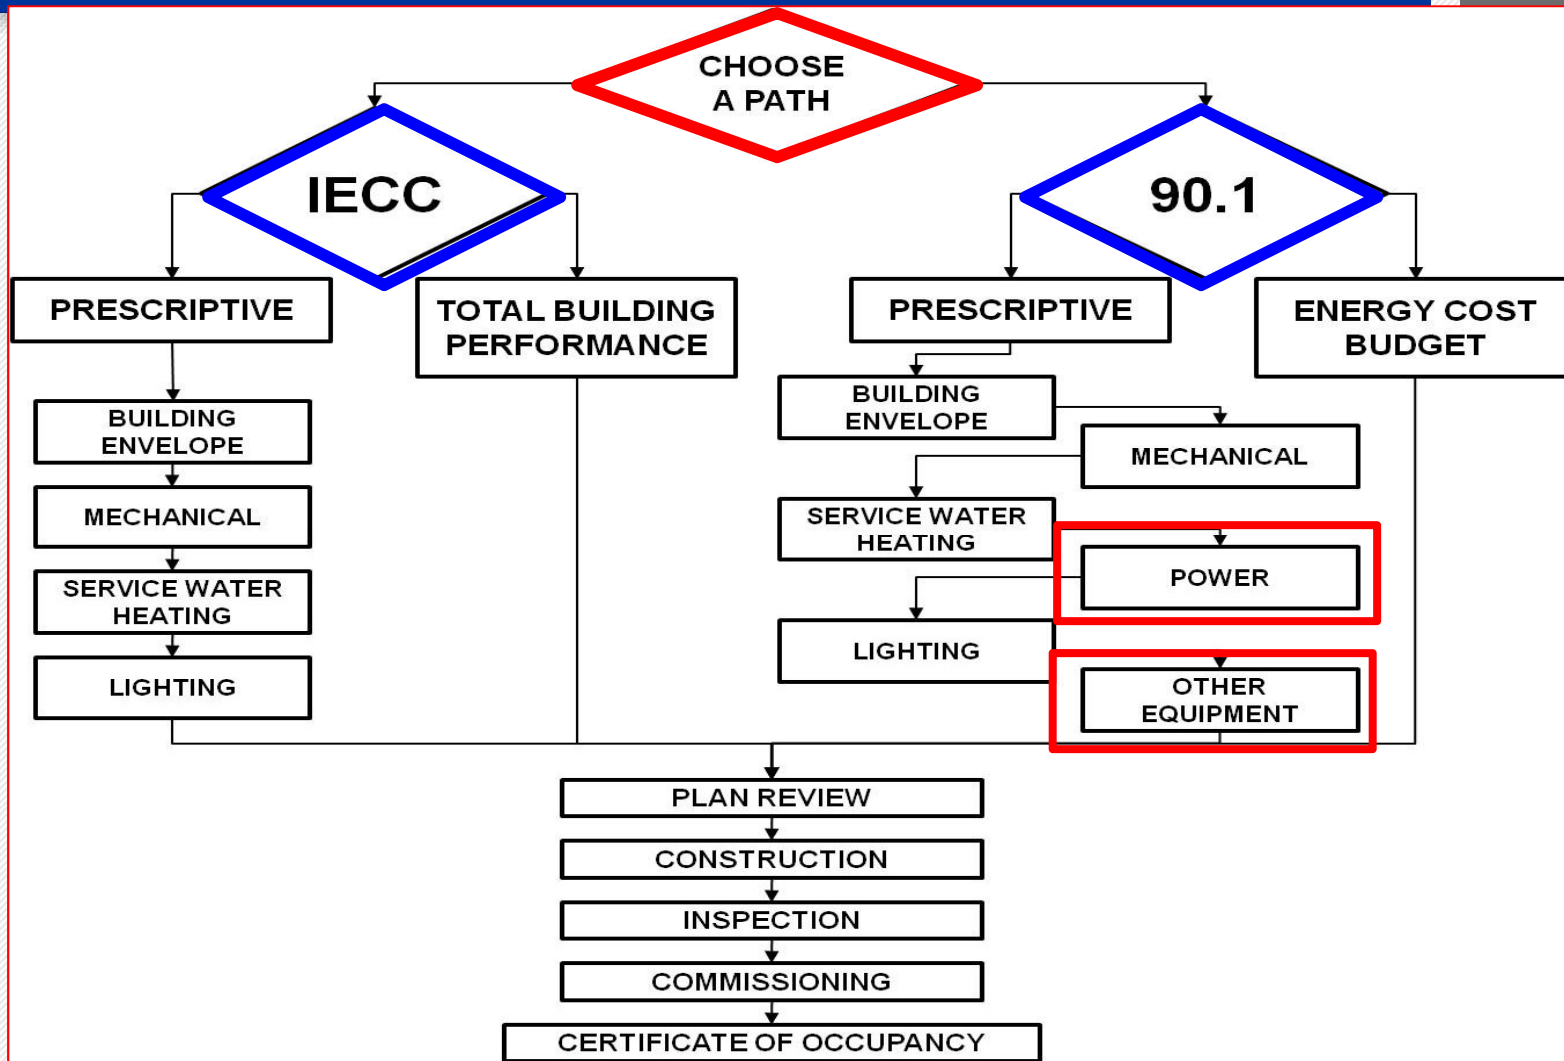 CHOOSE
A PATH
IECC
90.1
PRESCRIPTIVE
TOTAL BUILDING
PERFORMANCE
PRESCRIPTIVE
ENERGY COST
BUDGET
BUILDING
ENVELOPE
MECHANICAL
SERVICE WATER
HEATING
LIGHTING
BUILDING
ENVELOPE
MECHANICAL
SERVICE WATER
HEATING
POWER
LIGHTING
OTHER
EQUIPMENT
PLAN REVIEW
CONSTRUCTION
INSPECTION
COMMISSIONING
CERTIFICATE OF OCCUPANCY